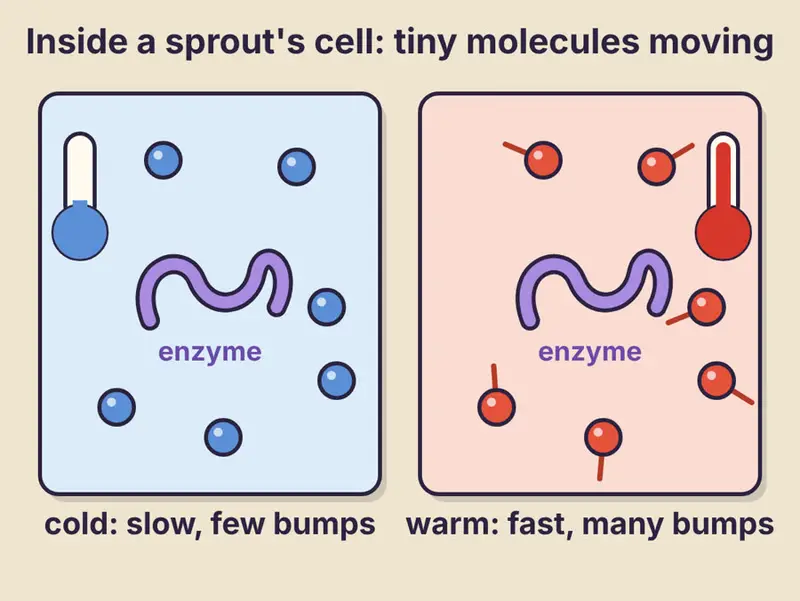 Inside a sprout's cell: tiny molecules moving
enzyme
enzyme
cold: slow, few bumps
warm: fast, many bumps